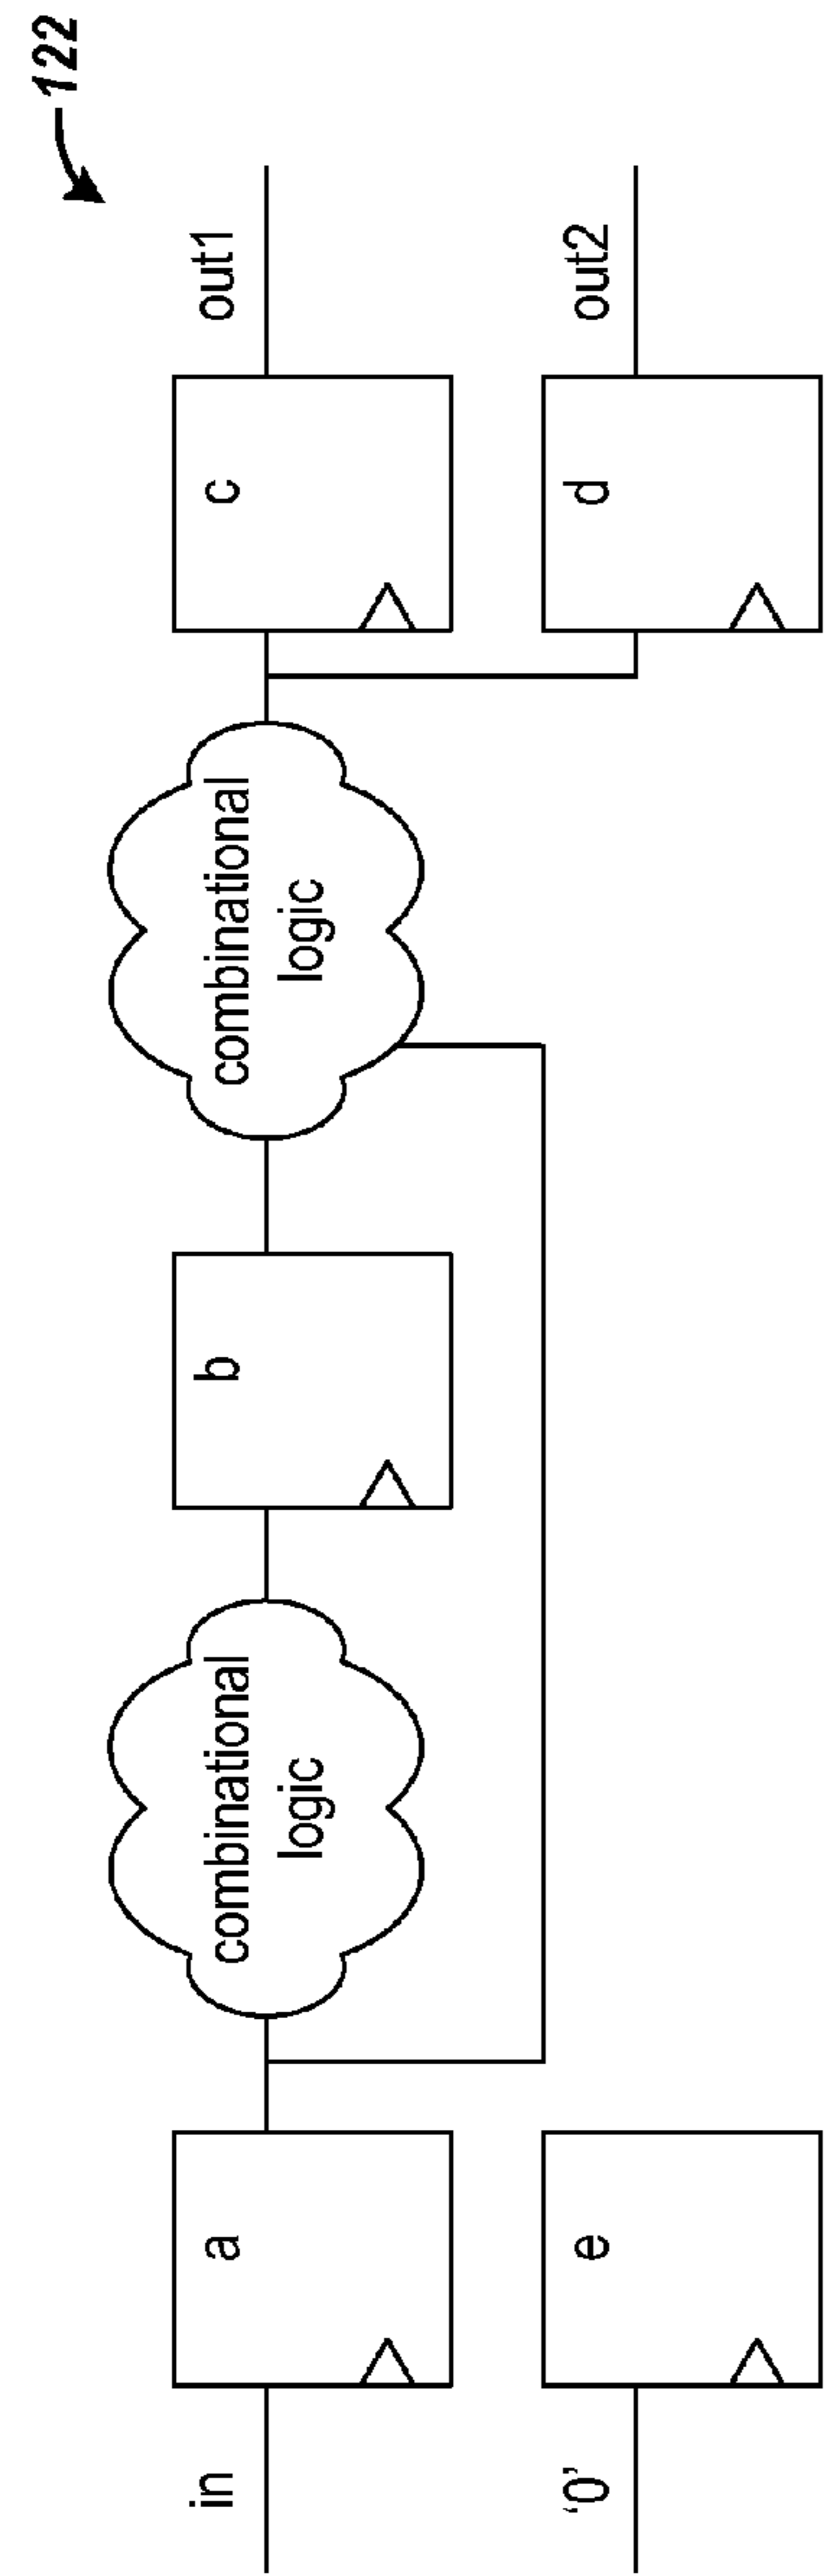 122
in
a
combinational
logic
b
combinational
logic
c
out1
'0'
e
d
out2